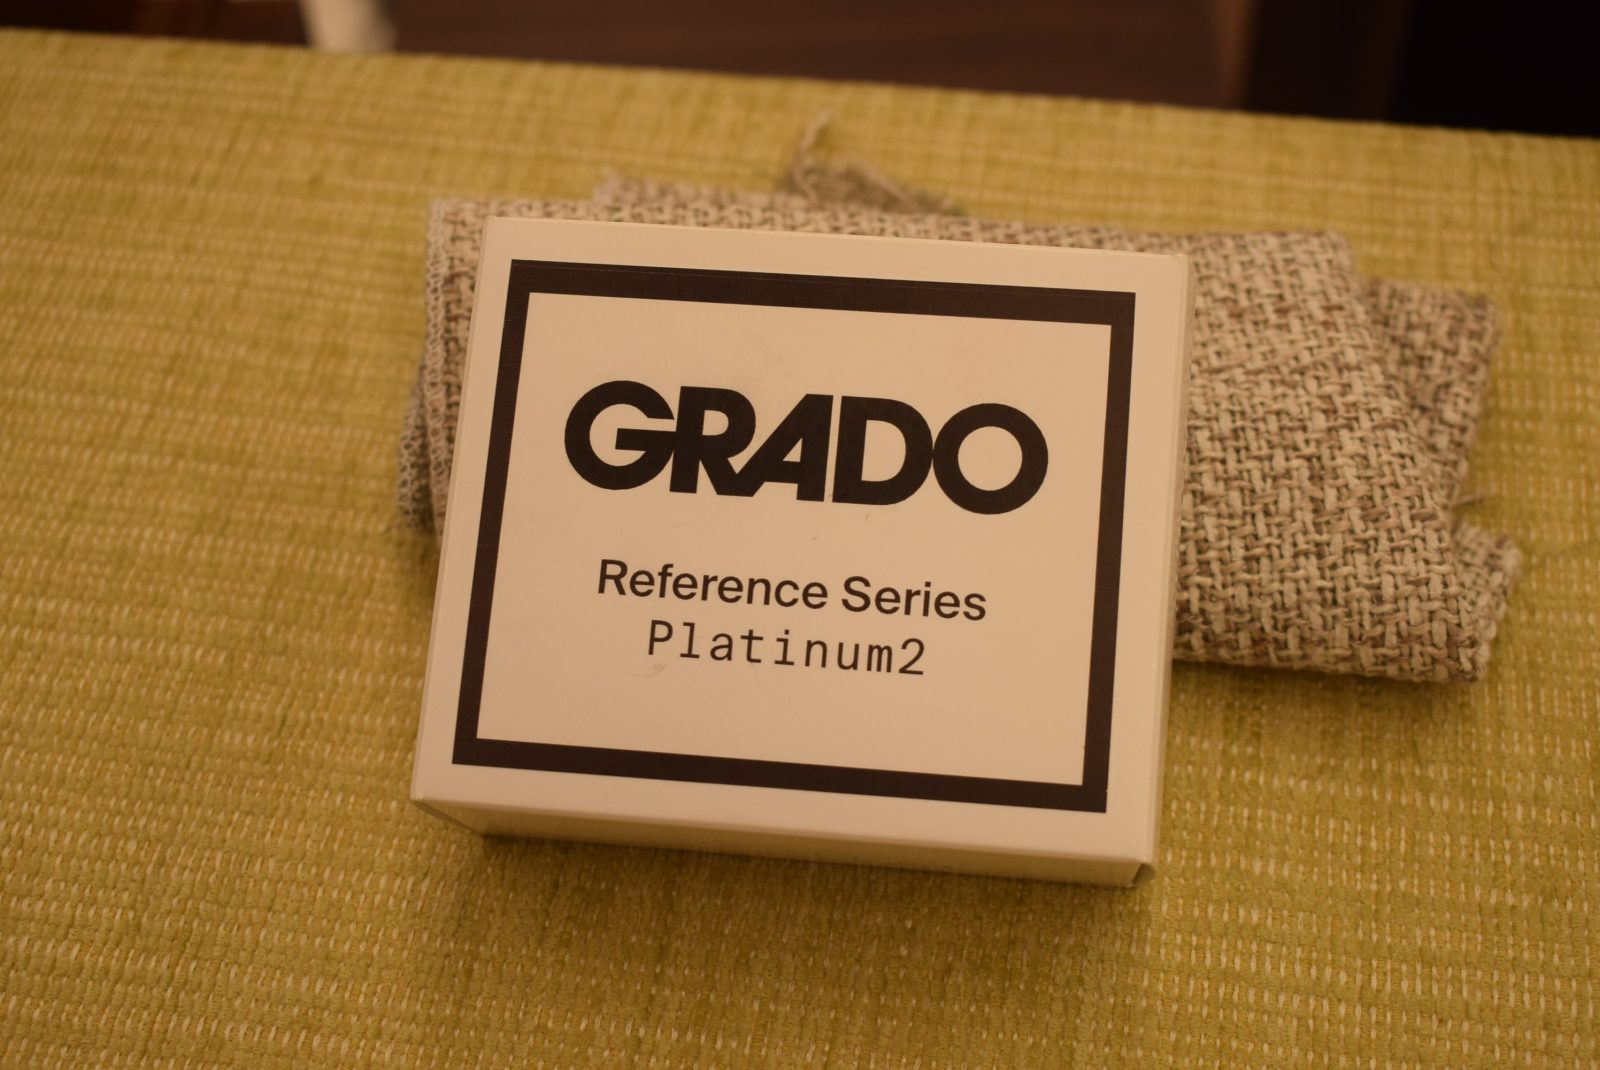 GRADO
Reference Series
Platinum2